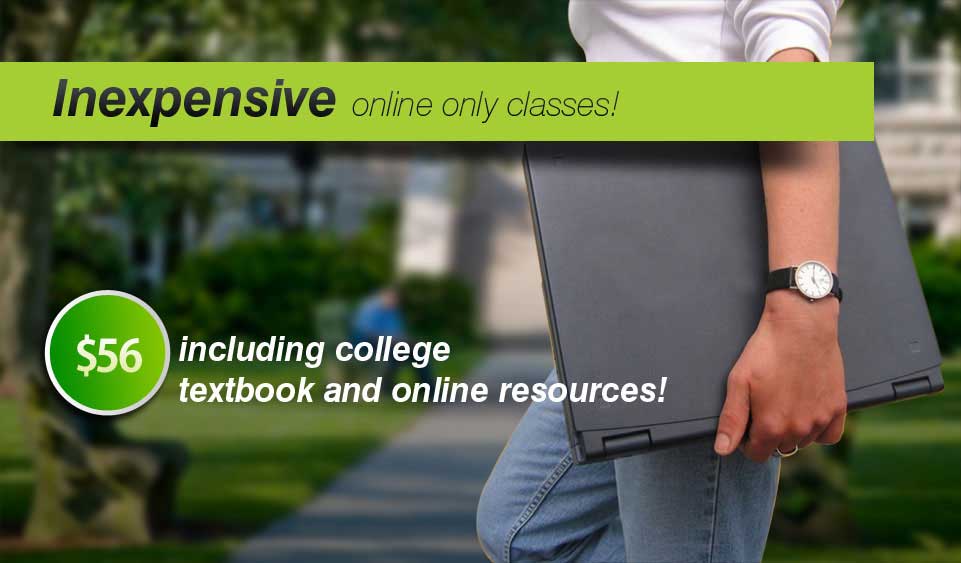 Inexpensive online only classes!
$56
including college
textbook and online resources!